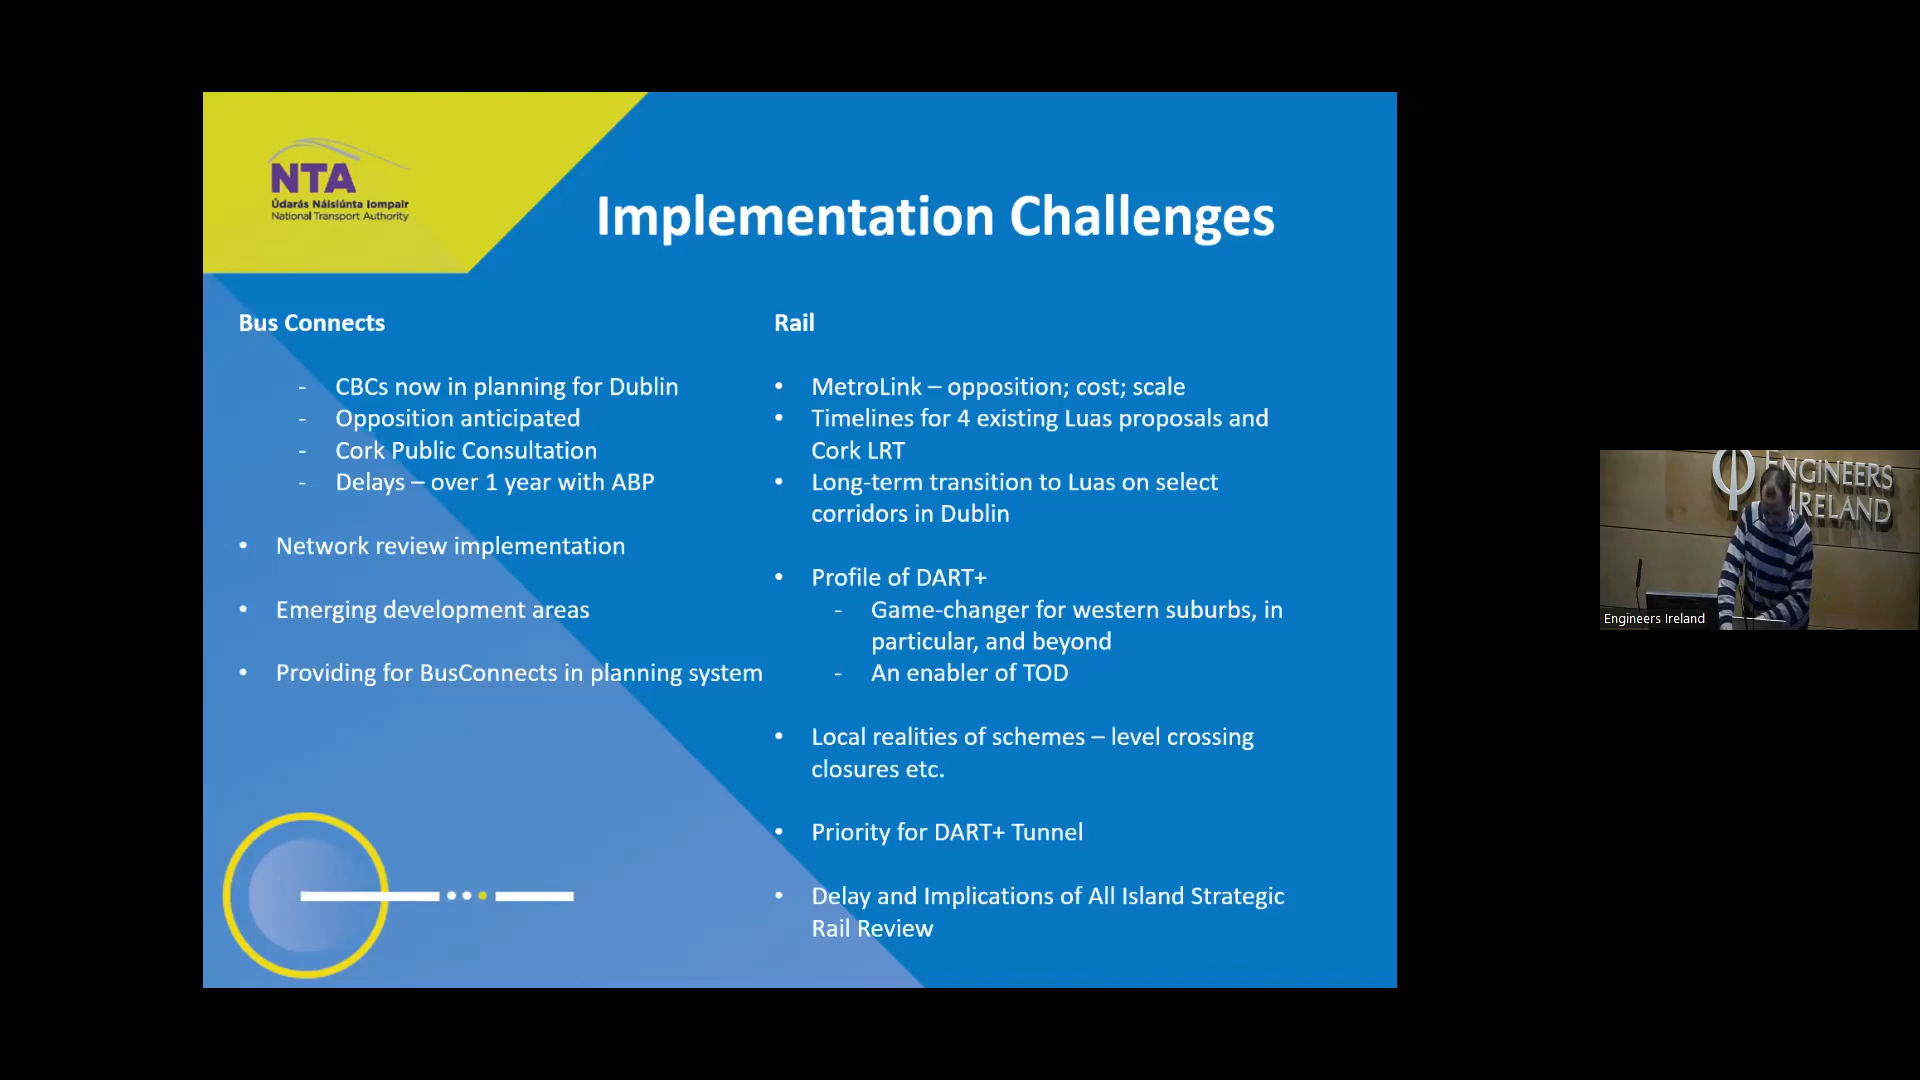 NTA
Údarás Náisiúnta Iompair
National Transport Authority
Implementation Challenges
Bus Connects
- CBCs now in planning for Dublin
- Opposition anticipated
- Cork Public Consultation
- Delays – over 1 year with ABP
• Network review implementation
• Emerging development areas
• Providing for BusConnects in planning system
Rail
• MetroLink – opposition; cost; scale
• Timelines for 4 existing Luas proposals and
Cork LRT
• Long-term transition to Luas on select
corridors in Dublin
• Profile of DART+
- Game-changer for western suburbs, in
particular, and beyond
- An enabler of TOD
• Local realities of schemes – level crossing
closures etc.
• Priority for DART+ Tunnel
• Delay and Implications of All Island Strategic
Rail Review
ENGINEERS
IRELAND
Engineers Ireland